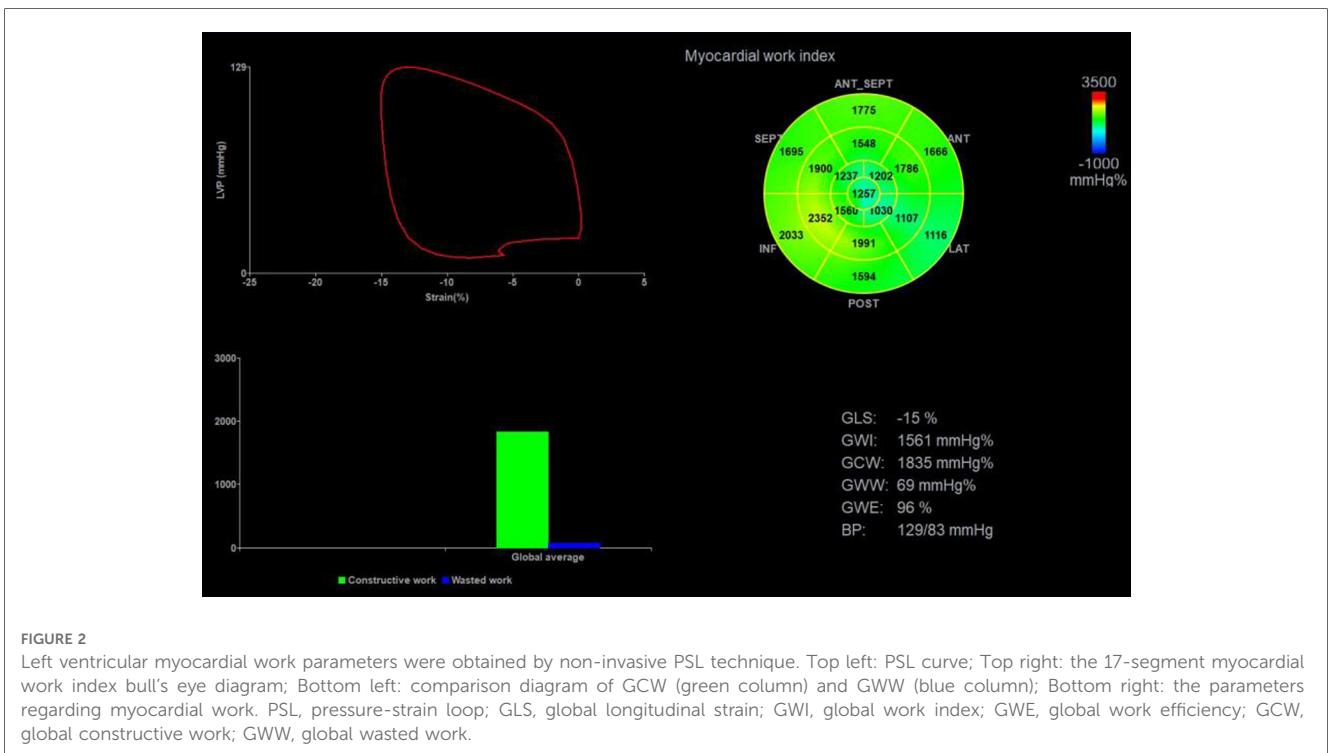 129
0
LVP (mmHg)
-25
-20
-15
-10
-5
0
5
Strain(%)
Myocardial work index
ANT_SEPT
SEPT
ANT
INF
LAT
POST
1775
1695
1666
1548
1900
1786
1237
1202
1257
1560
1030
2352
1107
2033
1116
1991
1594
3500
-1000
mmHg%
3000
2000
1000
0
Global average
Constructive work Wasted work
GLS: -15 %
GWI: 1561 mmHg%
GCW: 1835 mmHg%
GWW: 69 mmHg%
GWE: 96 %
BP: 129/83 mmHg
FIGURE 2
Left ventricular myocardial work parameters were obtained by non-invasive PSL technique. Top left: PSL curve; Top right: the 17-segment myocardial
work index bull's eye diagram; Bottom left: comparison diagram of GCW (green column) and GWW (blue column); Bottom right: the parameters
regarding myocardial work. PSL, pressure-strain loop; GLS, global longitudinal strain; GWI, global work index; GWE, global work efficiency; GCW,
global constructive work; GWW, global wasted work.